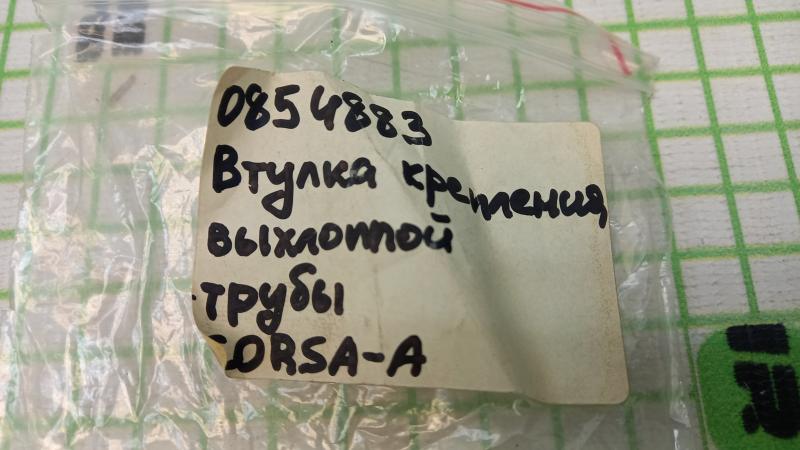 0854883
Втулка крепления
выхлопной
трубы
CORSA-A